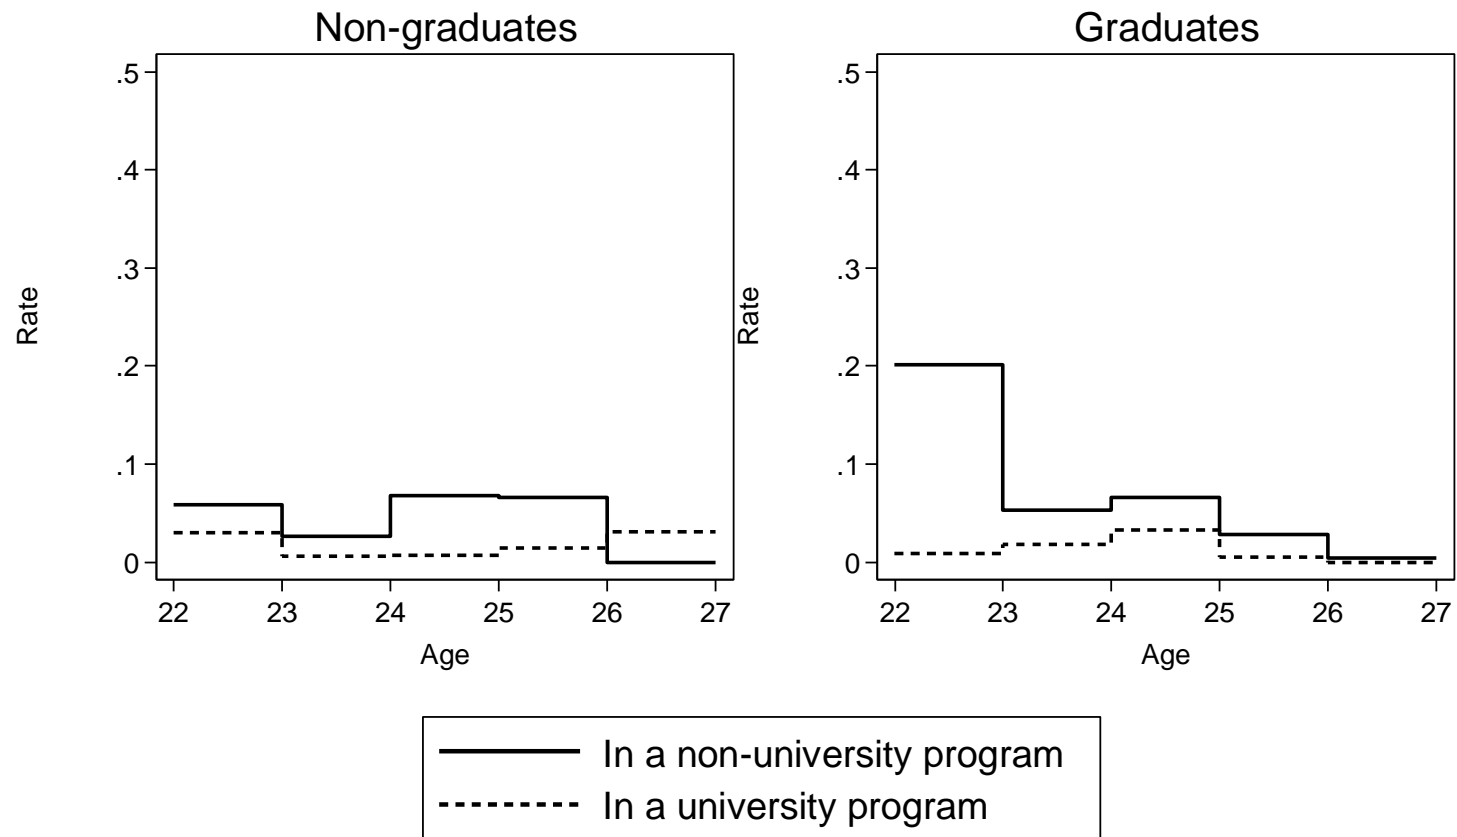 Non-graduates
.5
.4
.3
.2
.1
0
Rate
22 23 24 25 26 27
Age
Graduates
.5
.4
.3
.2
.1
0
Rate
22 23 24 25 26 27
Age
In a non-university program
In a university program